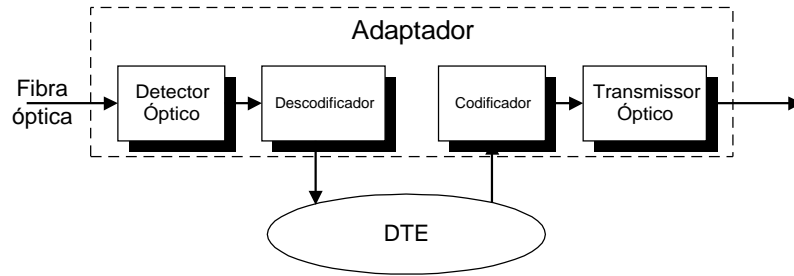 Adaptador
Fibra
óptica
Detector
Óptico
Descodificador
Codificador
Transmissor
Óptico
DTE